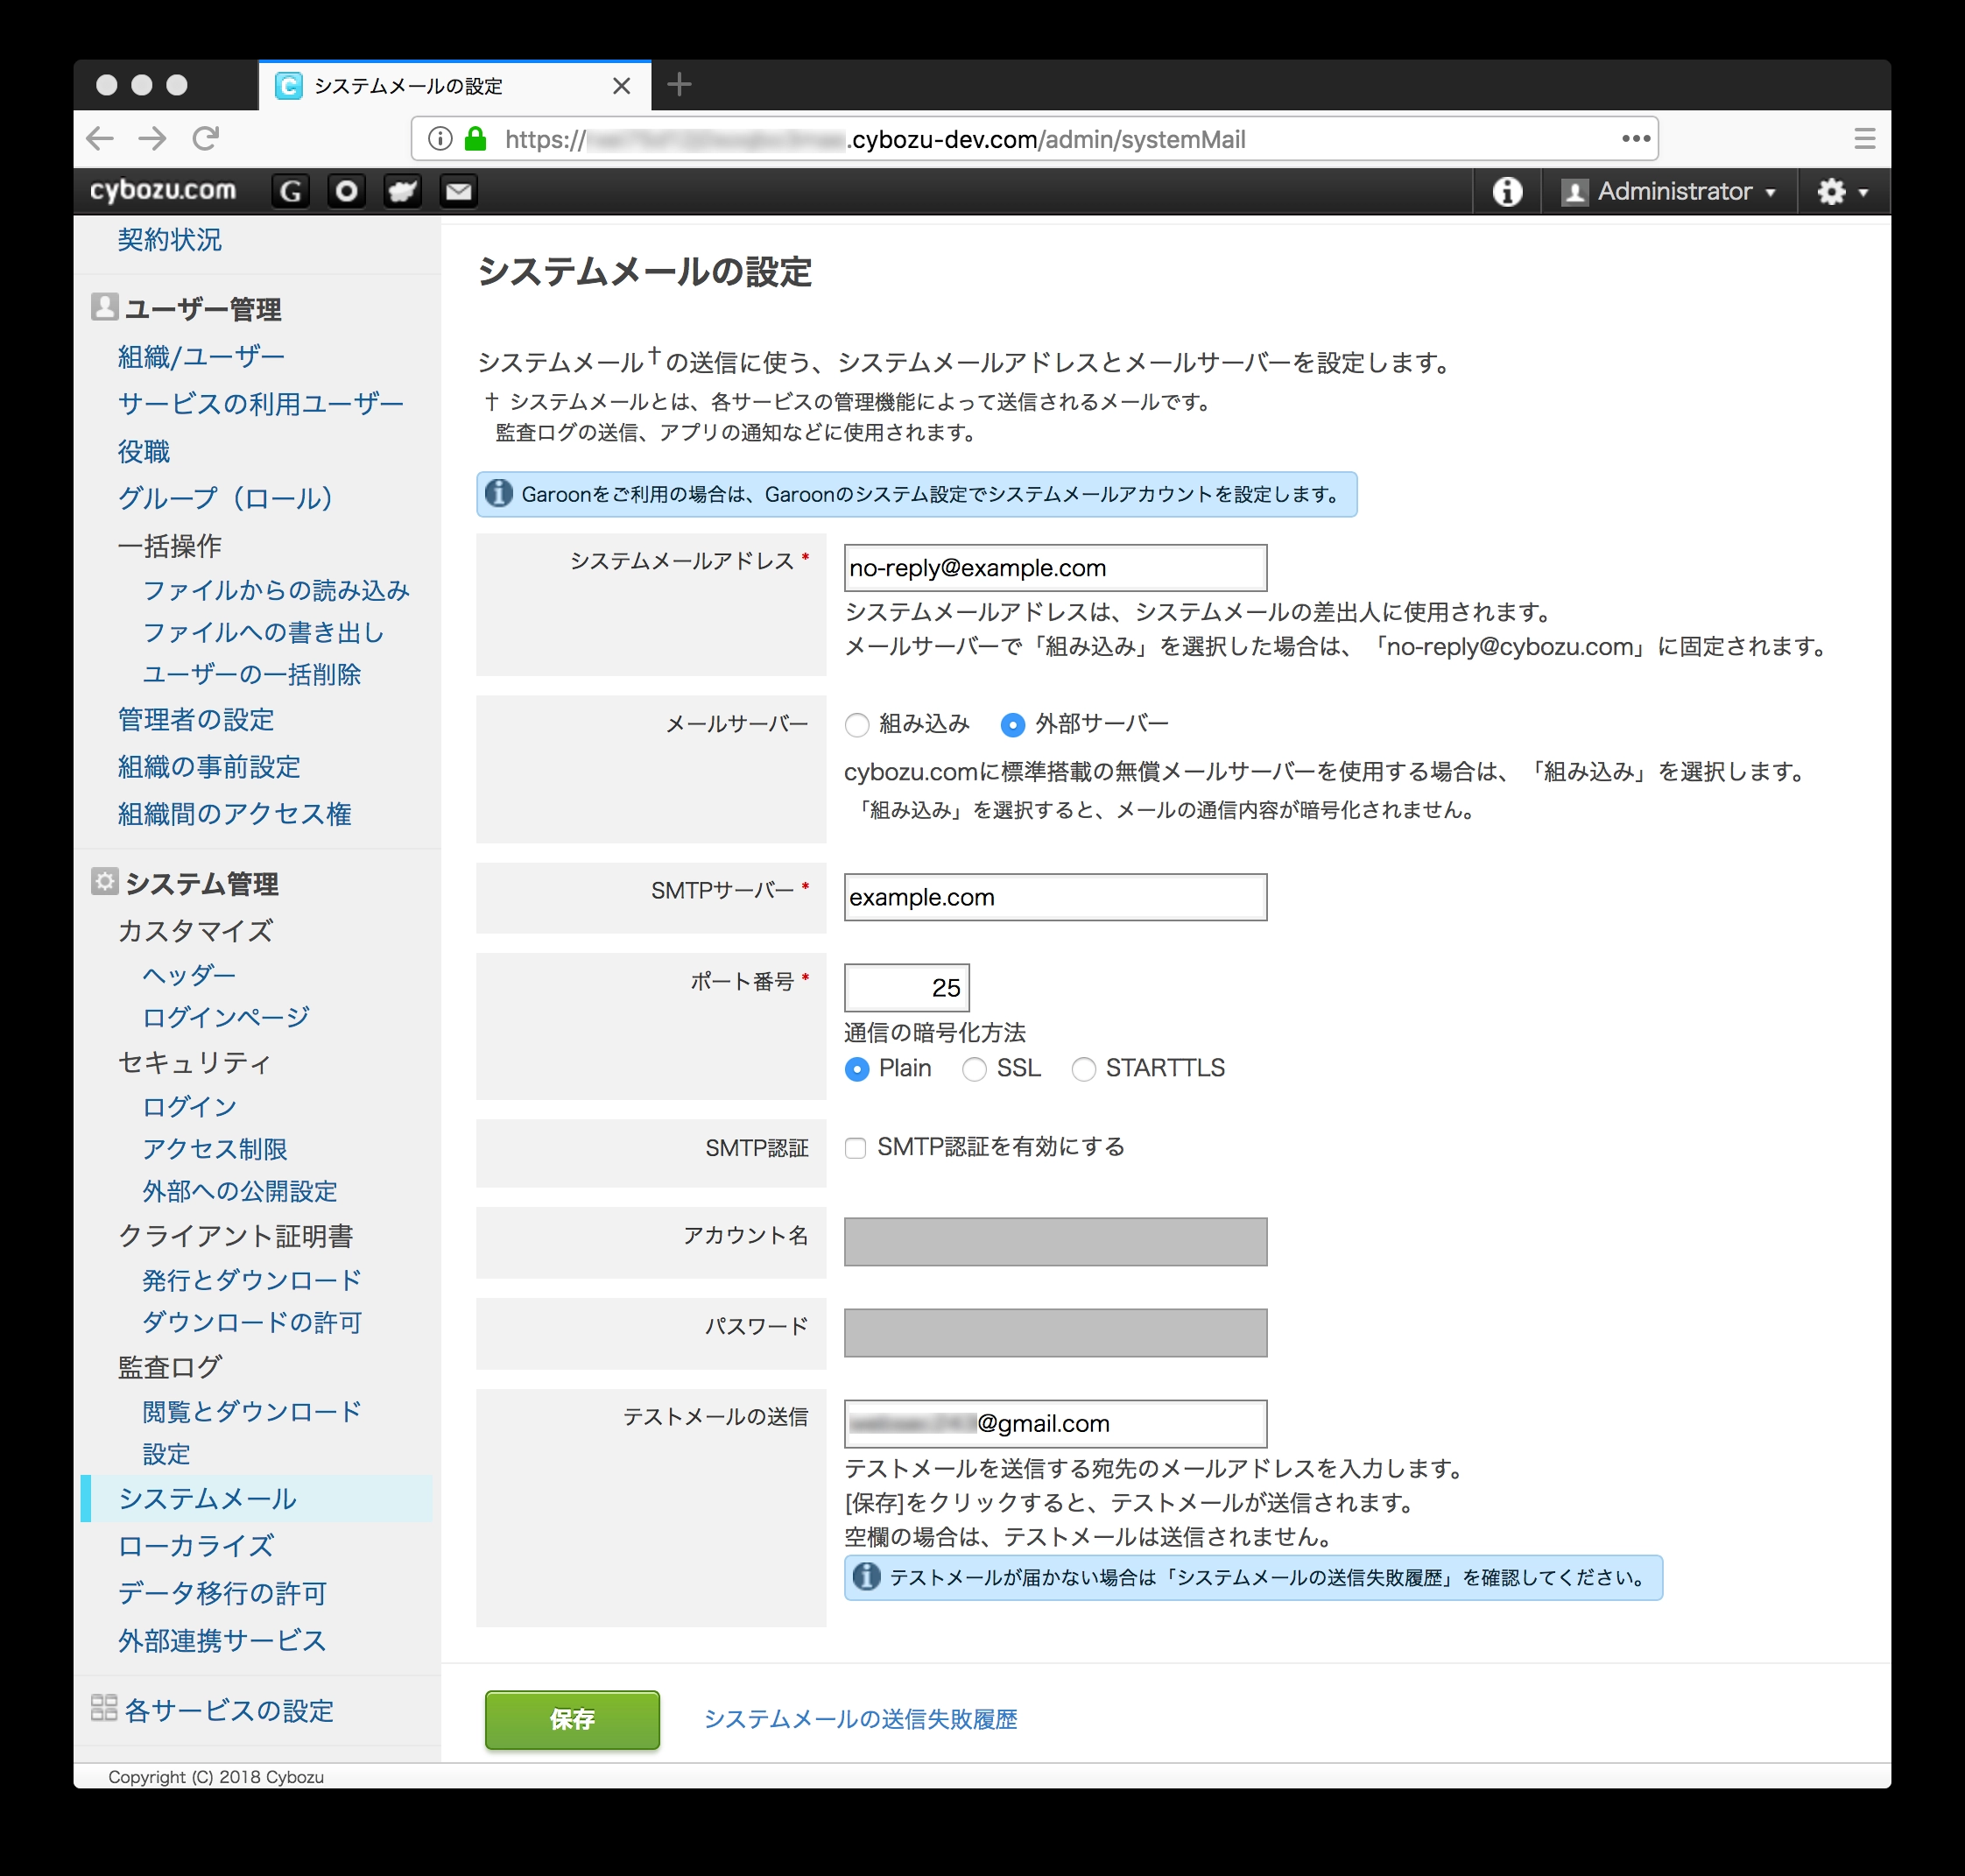 システムメールの設定
https:// .cybozu-dev.com/admin/systemMail
cybozu.com
G
Administrator
契約状況
ユーザー管理
組織/ユーザー
サービスの利用ユーザー
役職
グループ（ロール）
一括操作
ファイルからの読み込み
ファイルへの書き出し
ユーザーの一括削除
管理者の設定
組織の事前設定
組織間のアクセス権
システム管理
カスタマイズ
ヘッダー
ログインページ
セキュリティ
ログイン
アクセス制限
外部への公開設定
クライアント証明書
発行とダウンロード
ダウンロードの許可
監査ログ
閲覧とダウンロード
設定
システムメール
ローカライズ
データ移行の許可
外部連携サービス
各サービスの設定
システムメールの設定
システムメール†の送信に使う、システムメールアドレスとメールサーバーを設定します。
† システムメールとは、各サービスの管理機能によって送信されるメールです。
監査ログの送信、アプリの通知などに使用されます。
Garoonをご利用の場合は、Garoonのシステム設定でシステムメールアカウントを設定します。
システムメールアドレス *
no-reply@example.com
システムメールアドレスは、システムメールの差出人に使用されます。
メールサーバーで「組み込み」を選択した場合は、「no-reply@cybozu.com」に固定されます。
メールサーバー
組み込み 外部サーバー
cybozu.comに標準搭載の無償メールサーバーを使用する場合は、「組み込み」を選択します。
「組み込み」を選択すると、メールの通信内容が暗号化されません。
SMTPサーバー *
example.com
ポート番号 *
25
通信の暗号化方法
Plain SSL STARTTLS
SMTP認証
SMTP認証を有効にする
アカウント名
パスワード
テストメールの送信
@gmail.com
テストメールを送信する宛先のメールアドレスを入力します。
[保存]をクリックすると、テストメールが送信されます。
空欄の場合は、テストメールは送信されません。
テストメールが届かない場合は「システムメールの送信失敗履歴」を確認してください。
保存 システムメールの送信失敗履歴
Copyright (C) 2018 Cybozu